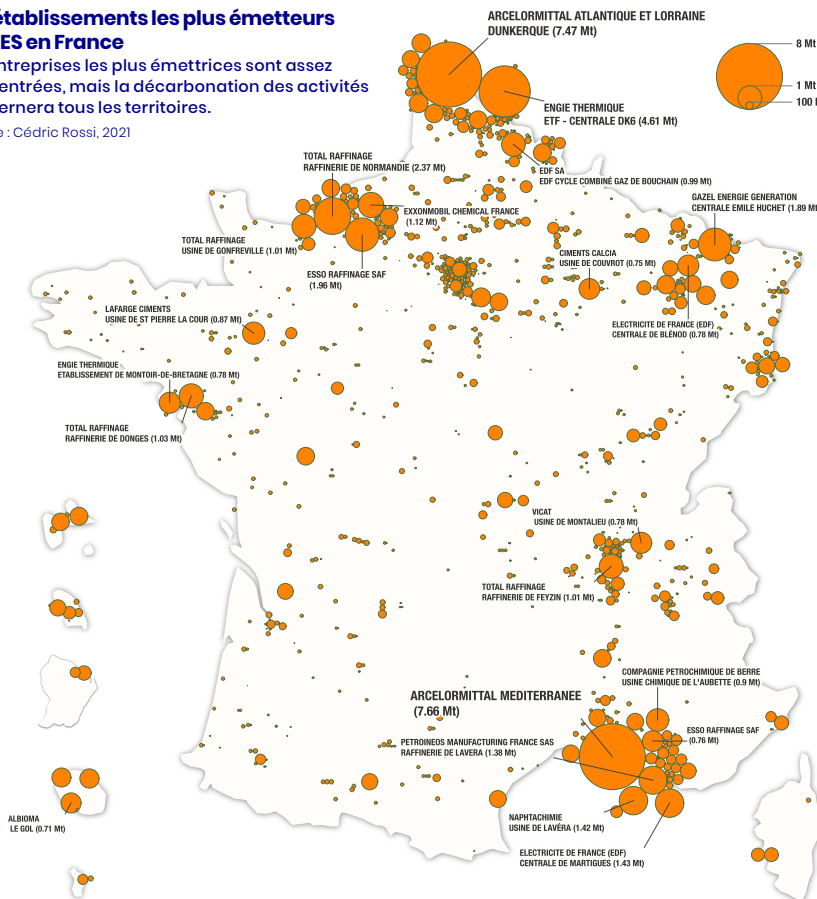 établissements les plus émetteurs
ES en France
ntreprises les plus émettrices sont assez
entrées, mais la décarbonation des activités
ernera tous les territoires.
e : Cédric Rossi, 2021
ARCELORMITTAL ATLANTIQUE ET LORRAINE
DUNKERQUE (7.47 Mt)
8 Mt
1 Mt
100
ENGIE THERMIQUE
ETF - CENTRALE DK6 (4.61 Mt)
TOTAL RAFFINAGE
RAFFINERIE DE NORMANDIE (2.37 Mt)
EDF SA
EDF CYCLE COMBINÉ GAZ DE BOUCHAIN (0.99 Mt)
GAZEL ENERGIE GENERATION
CENTRALE EMILE HUCHET (1.89 Mt)
EXXONMOBIL CHEMICAL FRANCE
(1.12 Mt)
TOTAL RAFFINAGE
USINE DE GONFREVILLE (1.01 Mt)
CIMENTS CALCIA
USINE DE COUVROT (0.75 Mt)
ESSO RAFFINAGE SAF
(1.96 Mt)
LAFARGE CIMENTS
USINE DE ST PIERRE LA COUR (0.87 Mt)
ELECTRICITE DE FRANCE (EDF)
CENTRALE DE BLÉNOD (0.78 Mt)
ENGIE THERMIQUE
ETABLISSEMENT DE MONTOIR-DE-BRETAGNE (0.78 Mt)
TOTAL RAFFINAGE
RAFFINERIE DE DONGES (1.03 Mt)
VICAT
USINE DE MONTALIEU (0.78 Mt)
TOTAL RAFFINAGE
RAFFINERIE DE FEYZIN (1.01 Mt)
COMPAGNIE PETROCHIMIQUE DE BERRE
USINE CHIMIQUE DE L'AUBETTE (0.9 Mt)
ARCELORMITTAL MEDITERRANEE
(7.66 Mt)
ESSO RAFFINAGE SAF
(0.76 Mt)
PETROINEOS MANUFACTURING FRANCE SAS
RAFFINERIE DE LAVERA (1.38 Mt)
ALBIOMA
LE GOL (0.71 Mt)
NAPHTACHIMIE
USINE DE LAVÉRA (1.42 Mt)
ELECTRICITE DE FRANCE (EDF)
CENTRALE DE MARTIGUES (1.43 Mt)